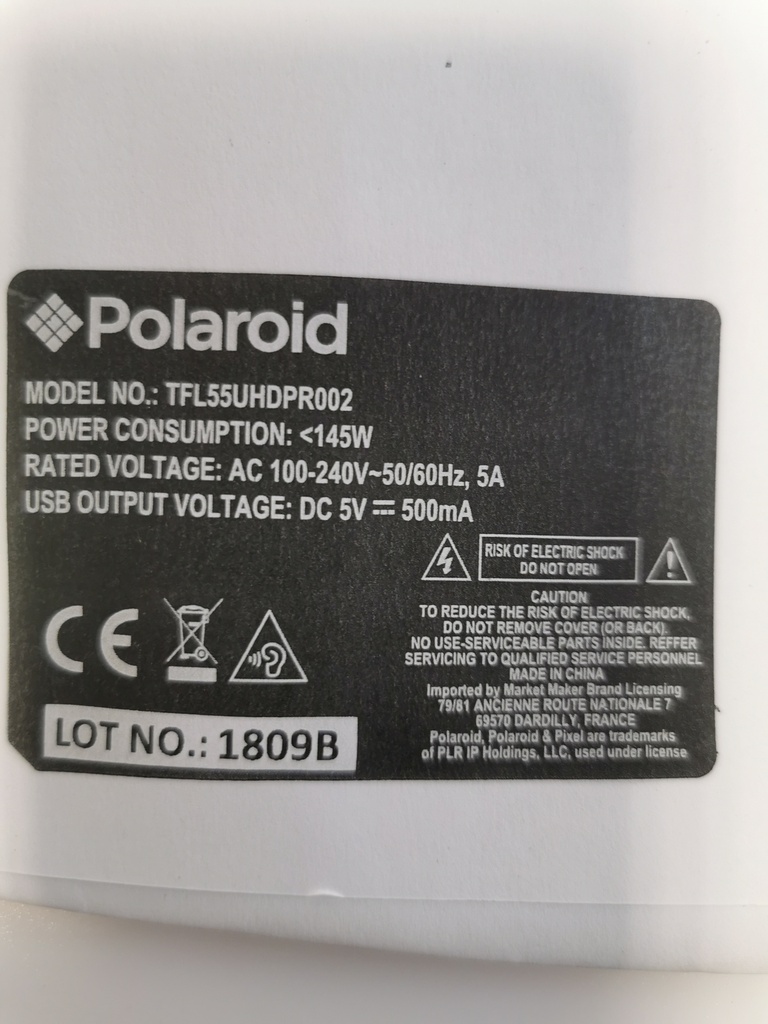 Polaroid
MODEL NO.: TFL55UHDPR002
POWER CONSUMPTION: <145W
RATED VOLTAGE: AC 100-240V~50/60Hz, 5A
USB OUTPUT VOLTAGE: DC 5V ⎓ 500mA
RISK OF ELECTRIC SHOCK
DO NOT OPEN
CAUTION
TO REDUCE THE RISK OF ELECTRIC SHOCK,
DO NOT REMOVE COVER (OR BACK).
NO USE-SERVICEABLE PARTS INSIDE. REFFER
SERVICING TO QUALIFIED SERVICE PERSONNEL
MADE IN CHINA
Imported by Market Maker Brand Licensing
79/81 ANCIENNE ROUTE NATIONALE 7
69570 DARDILLY, FRANCE
Polaroid, Polaroid & Pixel are trademarks
of PLR IP Holdings, LLC, used under license
CE
LOT NO.: 1809B